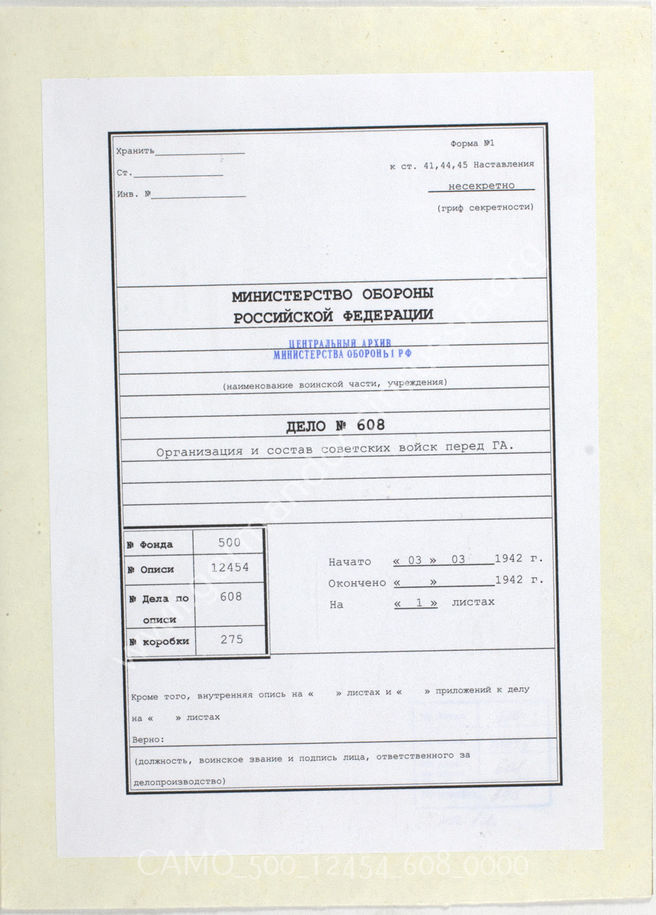 Хранить
Форма №1
Ст.
к ст. 41,44,45 Наставления
Инв. №
несекретно
(гриф секретности)
МИНИСТЕРСТВО ОБОРОНЫ
РОССИЙСКОЙ ФЕДЕРАЦИИ
ЦЕНТРАЛЬНЫЙ АРХИВ
МИНИСТЕРСТВА ОБОРОНЫ РФ
(наименование воинской части, учреждения)
ДЕЛО № 608
Организация и состав советских войск перед ГА.
№ Фонда 500
№ Описи 12454
№ Дела по описи 608
№ коробки 275
Начато « 03 » 03 1942 г.
Окончено « » 1942 г.
На « 1 » листах
Кроме того, внутренняя опись на « » листах и « » приложений к делу
на « » листах
Верно:
(должность, воинское звание и подпись лица, ответственного за
делопроизводство)
CAMO_500_12454_608_0000